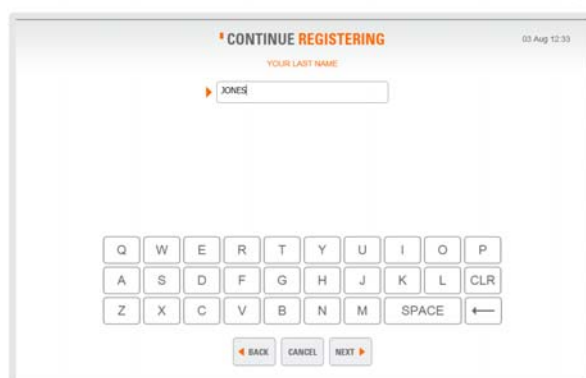 CONTINUE REGISTERING
03 Aug 12:33
YOUR LAST NAME
JONES
Q W E R T Y U I O P
A S D F G H J K L CLR
Z X C V B N M SPACE ←
BACK CANCEL NEXT